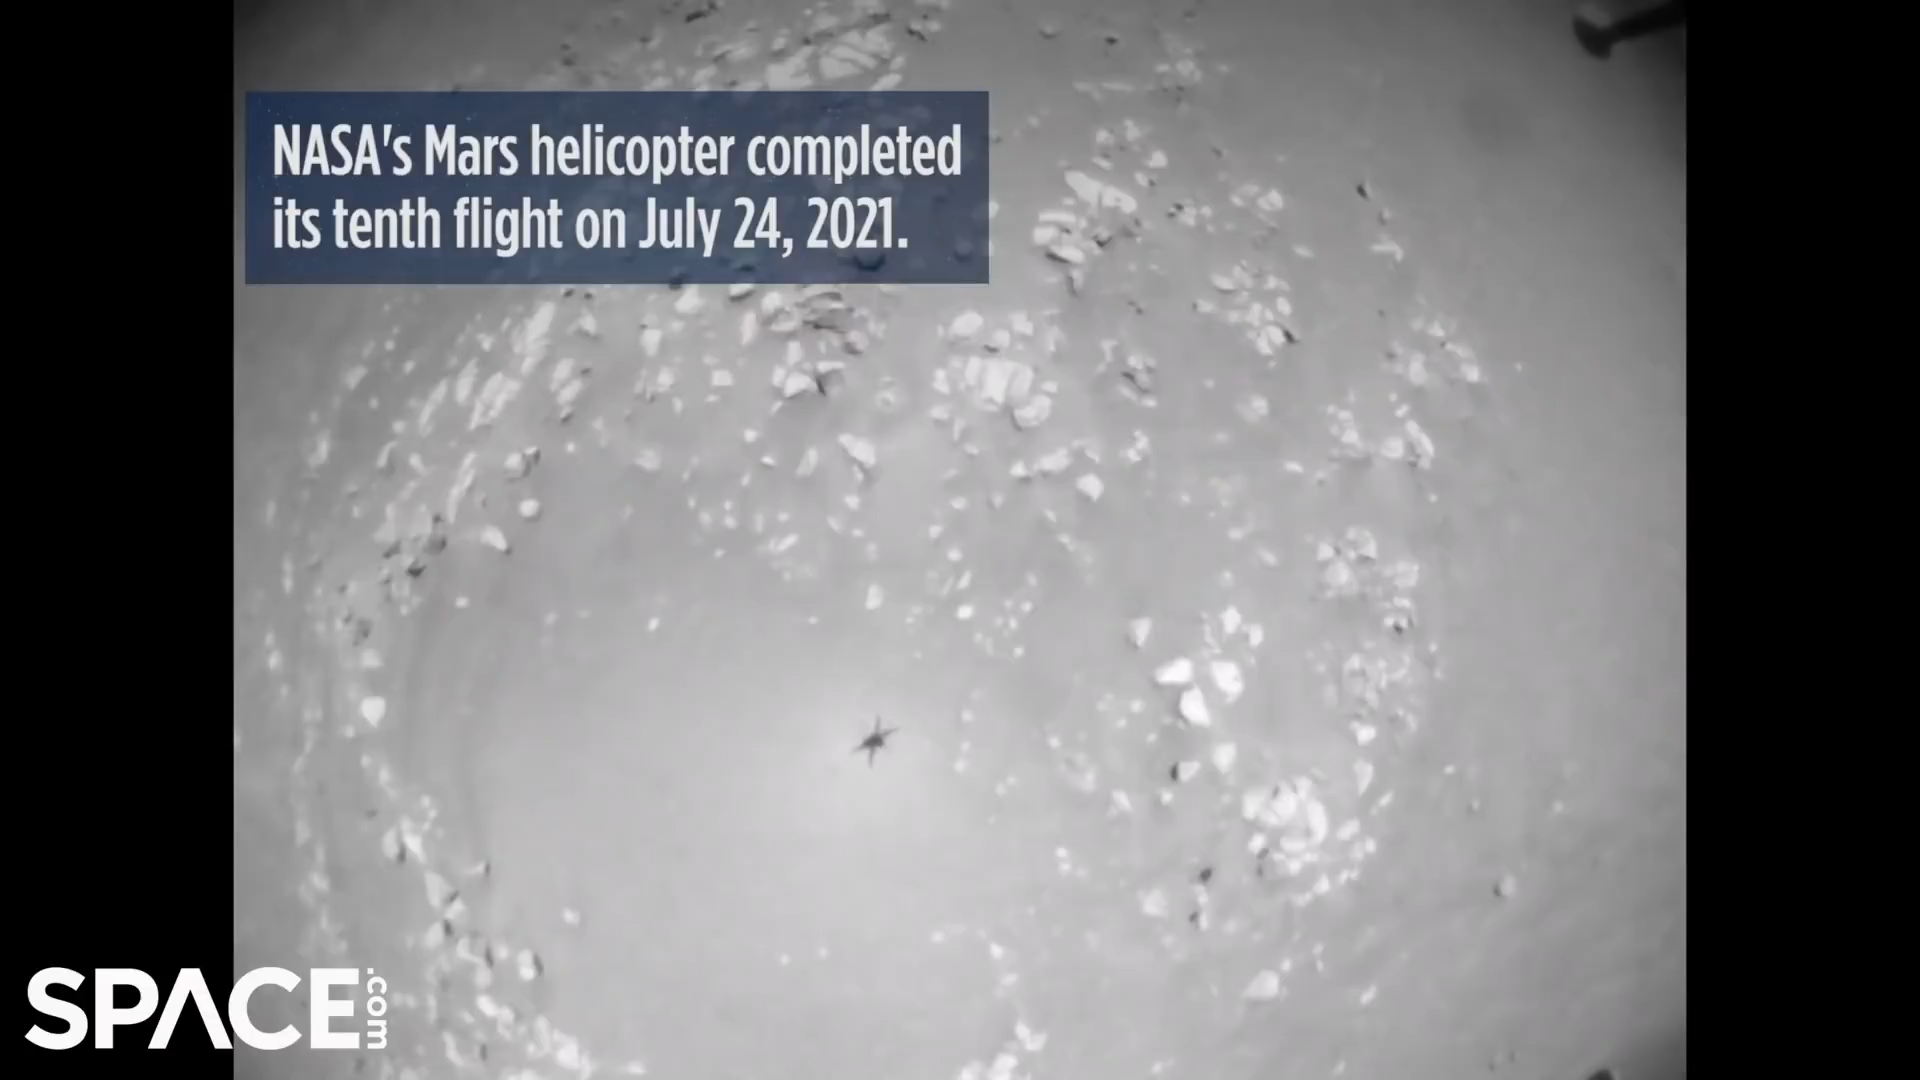 NASA's Mars helicopter completed
its tenth flight on July 24, 2021.
SPACE.com